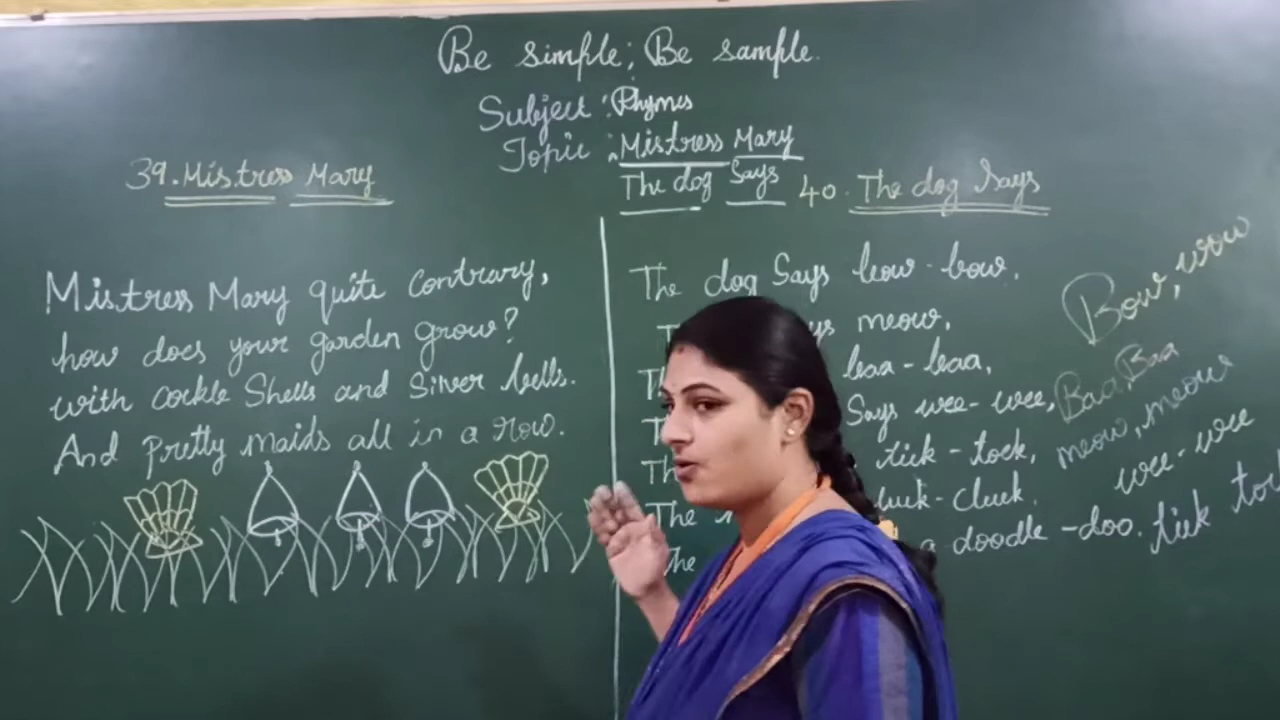 Be simple; Be sample.
Subject : Rhymes
Topic : Mistress Mary
The dog Says
39. Mistress Mary
Mistress Mary quite contrary,
how does your garden grow?
with cockle Shells and Silver bells.
And pretty maids all in a row.
40. The dog Says
The dog Says bow - bow.
meow,
baa - baa,
Says wee - wee,
tick - tock,
Cluck.
The
The
a doodle - doo.
Bow, wow
Baa, Baa
meow, meow
wee - wee
tick